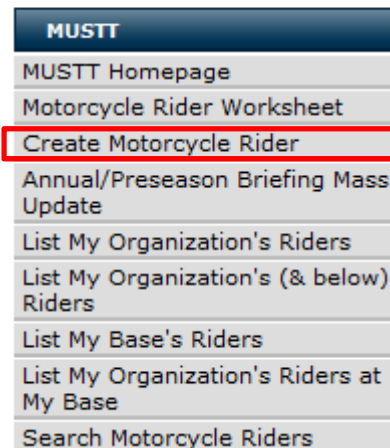 MUSTT
MUSTT Homepage
Motorcycle Rider Worksheet
Create Motorcycle Rider
Annual/Preseason Briefing Mass
Update
List My Organization's Riders
List My Organization's (& below)
Riders
List My Base's Riders
List My Organization's Riders at
My Base
Search Motorcycle Riders